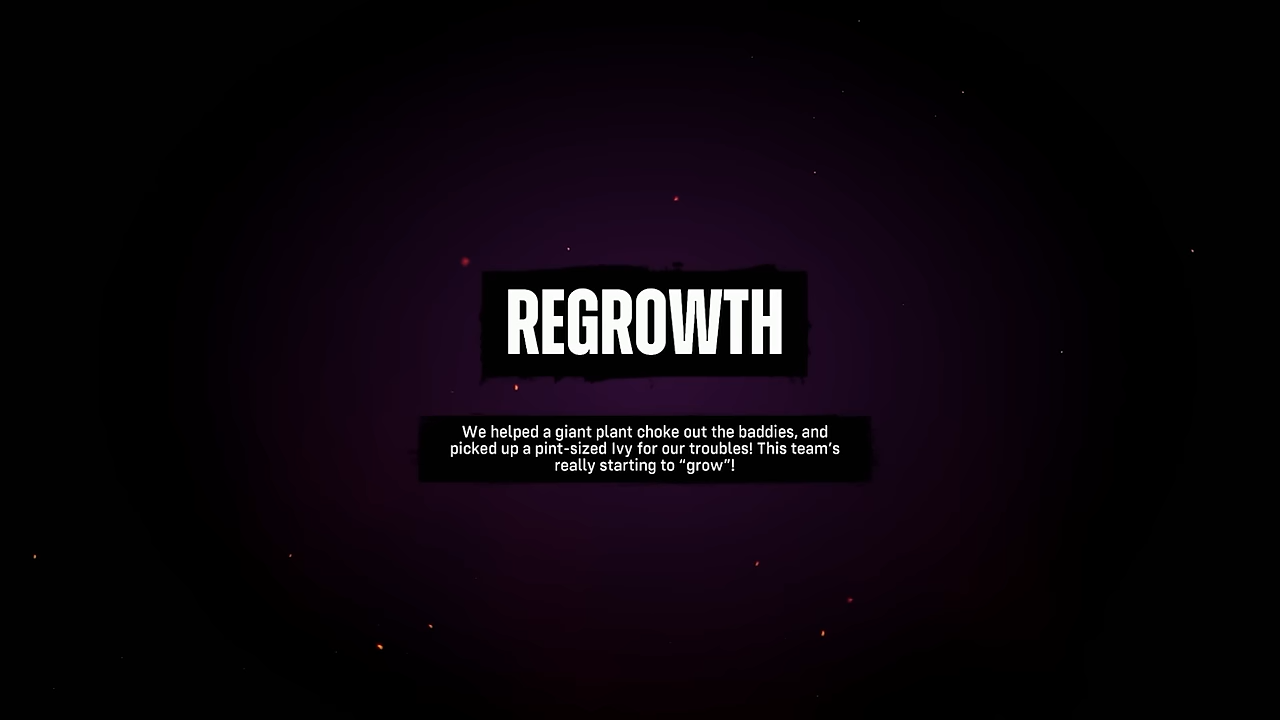 REGROWTH
We helped a giant plant choke out the baddies, and
picked up a pint-sized Ivy for our troubles! This team's
really starting to “grow”!